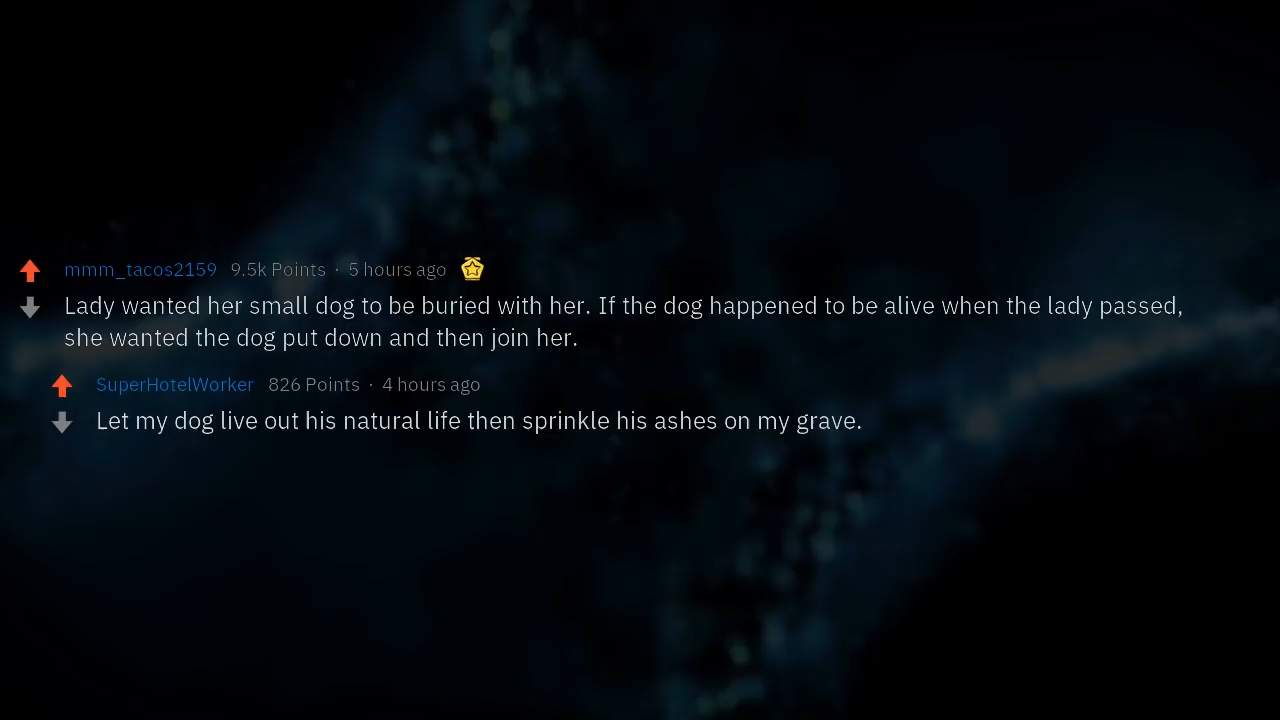 mmm_tacos2159 9.5k Points · 5 hours ago
Lady wanted her small dog to be buried with her. If the dog happened to be alive when the lady passed,
she wanted the dog put down and then join her.
SuperHotelWorker 826 Points · 4 hours ago
Let my dog live out his natural life then sprinkle his ashes on my grave.